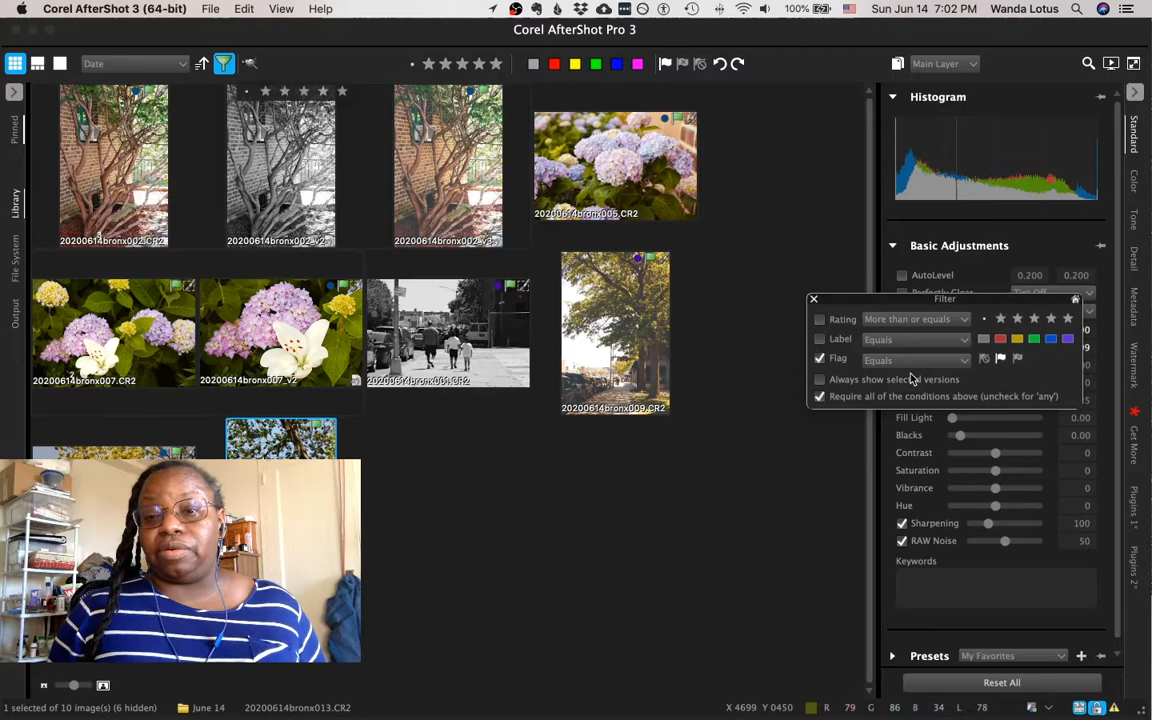 Corel AfterShot 3 (64-bit) File Edit View Help 100% Sun Jun 14 7:02 PM Wanda Lotus
Corel AfterShot Pro 3
Date Main Layer
Histogram
Pinned
Library
File System
Output
20200614bronx002.CR2 20200614bronx002_v2 20200614bronx002_v3 20200614bronx005.CR2
20200614bronx007.CR2 20200614bronx007_v2 20200614bronx009.CR2
Standard
Color
Tone
Detail
Metadata
Watermark
Get More
Plugins 1
Plugins 2
Basic Adjustments
AutoLevel 0.200 0.200
Perfectly Clear Tint Off
Filter
Rating More than or equals
Label Equals
Flag Equals
Always show selected versions
Require all of the conditions above (uncheck for 'any')
Fill Light 0.00
Blacks 0.00
Contrast 0
Saturation 0
Vibrance 0
Hue 0
Sharpening 100
RAW Noise 50
Keywords
Presets My Favorites
Reset All
1 selected of 10 image(s) (6 hidden) June 14 20200614bronx013.CR2 X 4699 Y 0450 R 79 G 86 B 34 L 78